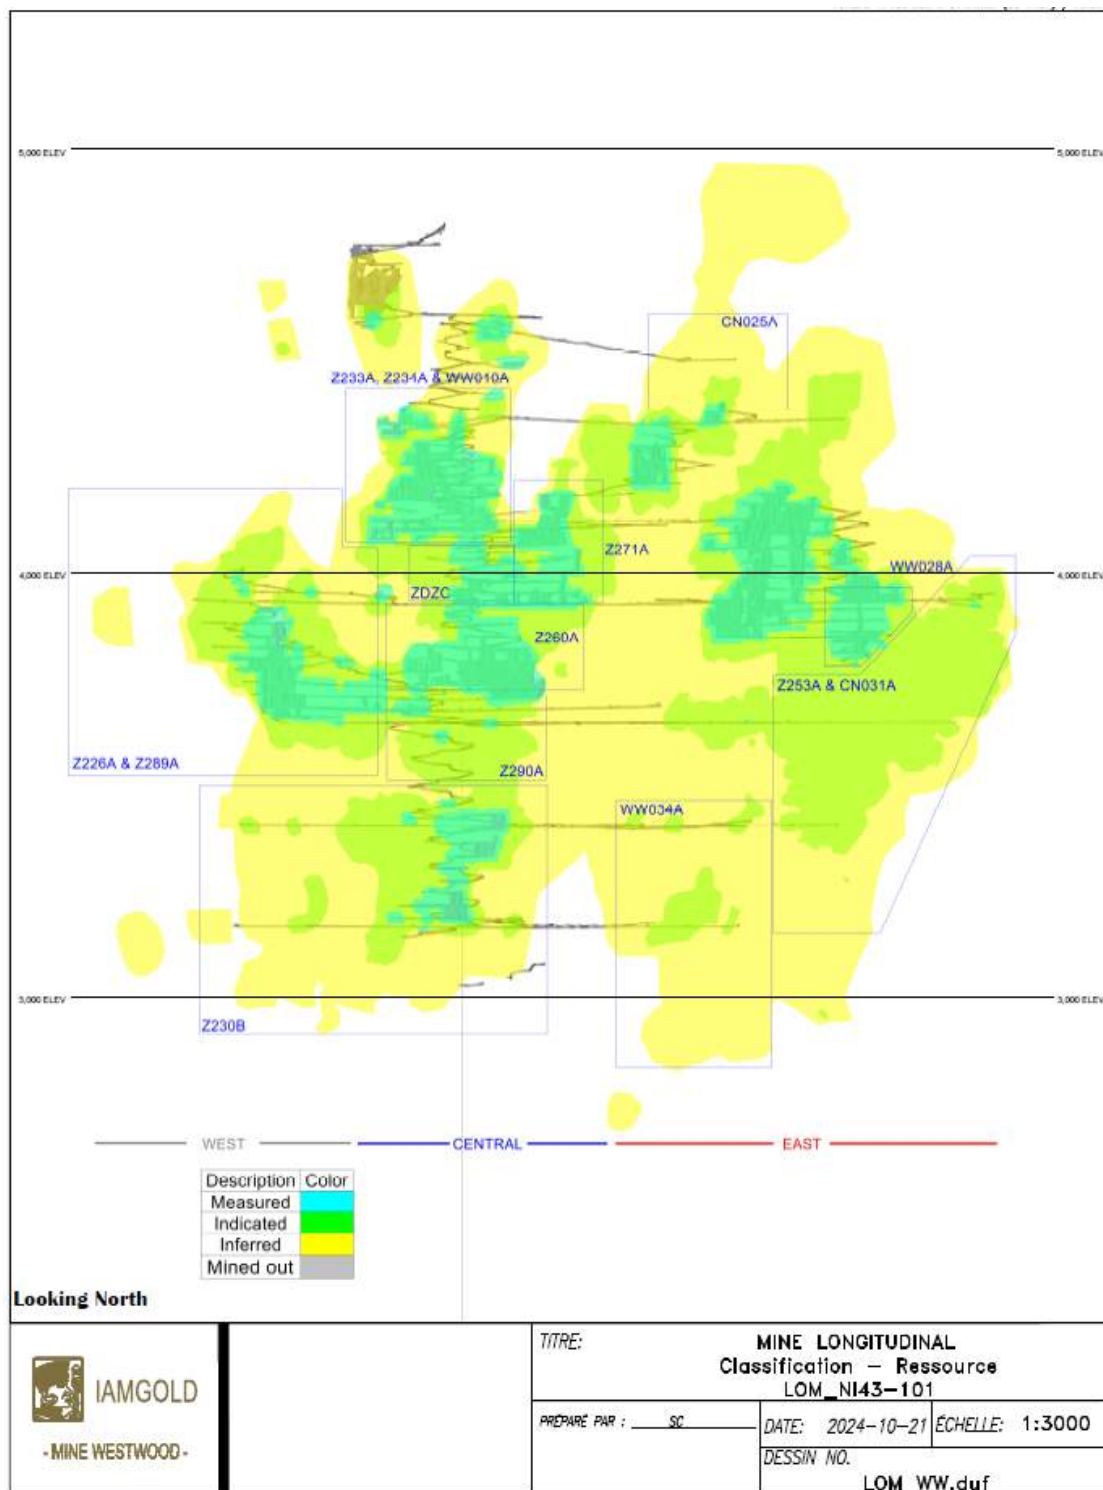 5,000 ELEV
5,000 ELEV
CN025A
Z233A, Z234A & WW010A
Z271A
4,000 ELEV
4,000 ELEV
WW028A
ZDZC
Z260A
Z253A & CN031A
Z226A & Z289A
Z290A
WW034A
3,000 ELEV
3,000 ELEV
Z230B
WEST
CENTRAL
EAST
Description Color
Measured
Indicated
Inferred
Mined out
Looking North
IAMGOLD
- MINE WESTWOOD -
TITRE:
MINE LONGITUDINAL
Classification – Ressource
LOM_NI43-101
PRÉPARÉ PAR : SC
DATE: 2024-10-21
ÉCHELLE: 1:3000
DESSIN NO.
LOM_WW.duf